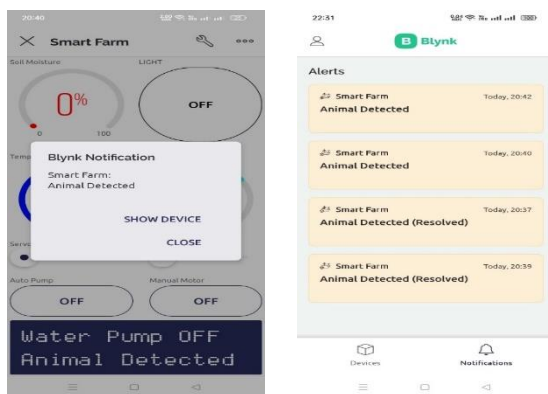 20:40
Smart Farm
Soil Moisture
LIGHT
0%
OFF
0
100
Temp
Blynk Notification
Smart Farm:
Animal Detected
SHOW DEVICE
CLOSE
Servo
Auto Pump
Manual Motor
OFF
OFF
Water Pump OFF
Animal Detected
22:31
Blynk
Alerts
Smart Farm
Today, 20:42
Animal Detected
Smart Farm
Today, 20:40
Animal Detected
Smart Farm
Today, 20:37
Animal Detected (Resolved)
Smart Farm
Today, 20:39
Animal Detected (Resolved)
Devices
Notifications